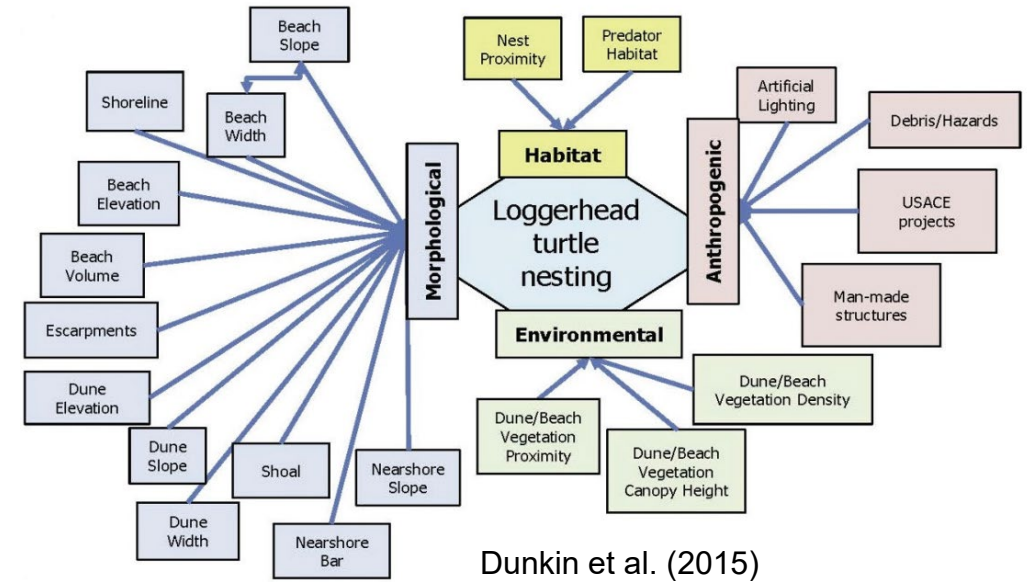 Beach
Slope
Shoreline
Beach
Width
Beach
Elevation
Beach
Volume
Escarpments
Dune
Elevation
Dune
Slope
Dune
Width
Shoal
Nearshore
Bar
Nearshore
Slope
Morphological
Nest
Proximity
Predator
Habitat
Habitat
Loggerhead
turtle
nesting
Environmental
Dune/Beach
Vegetation
Proximity
Dune/Beach
Vegetation
Canopy Height
Dune/Beach
Vegetation Density
Anthropogenic
Artificial
Lighting
Debris/Hazards
USACE
projects
Man-made
structures
Dunkin et al. (2015)